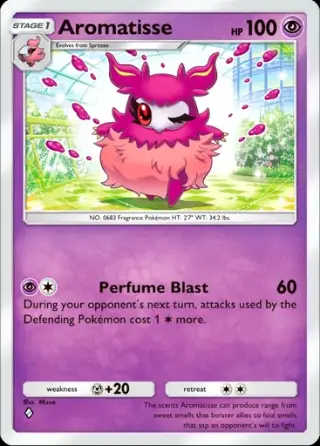 STAGE 1
Aromatisse
HP 100
Evolves from Spritzee
NO. 0683 Fragrance Pokémon HT: 2'7" WT: 34.2 lbs.
Perfume Blast 60
During your opponent's next turn, attacks used by the
Defending Pokémon cost 1 more.
weakness +20 retreat
The scents Aromatisse can produce range from
sweet smells that bolster allies to foul smells
that sap an opponent's will to fight.